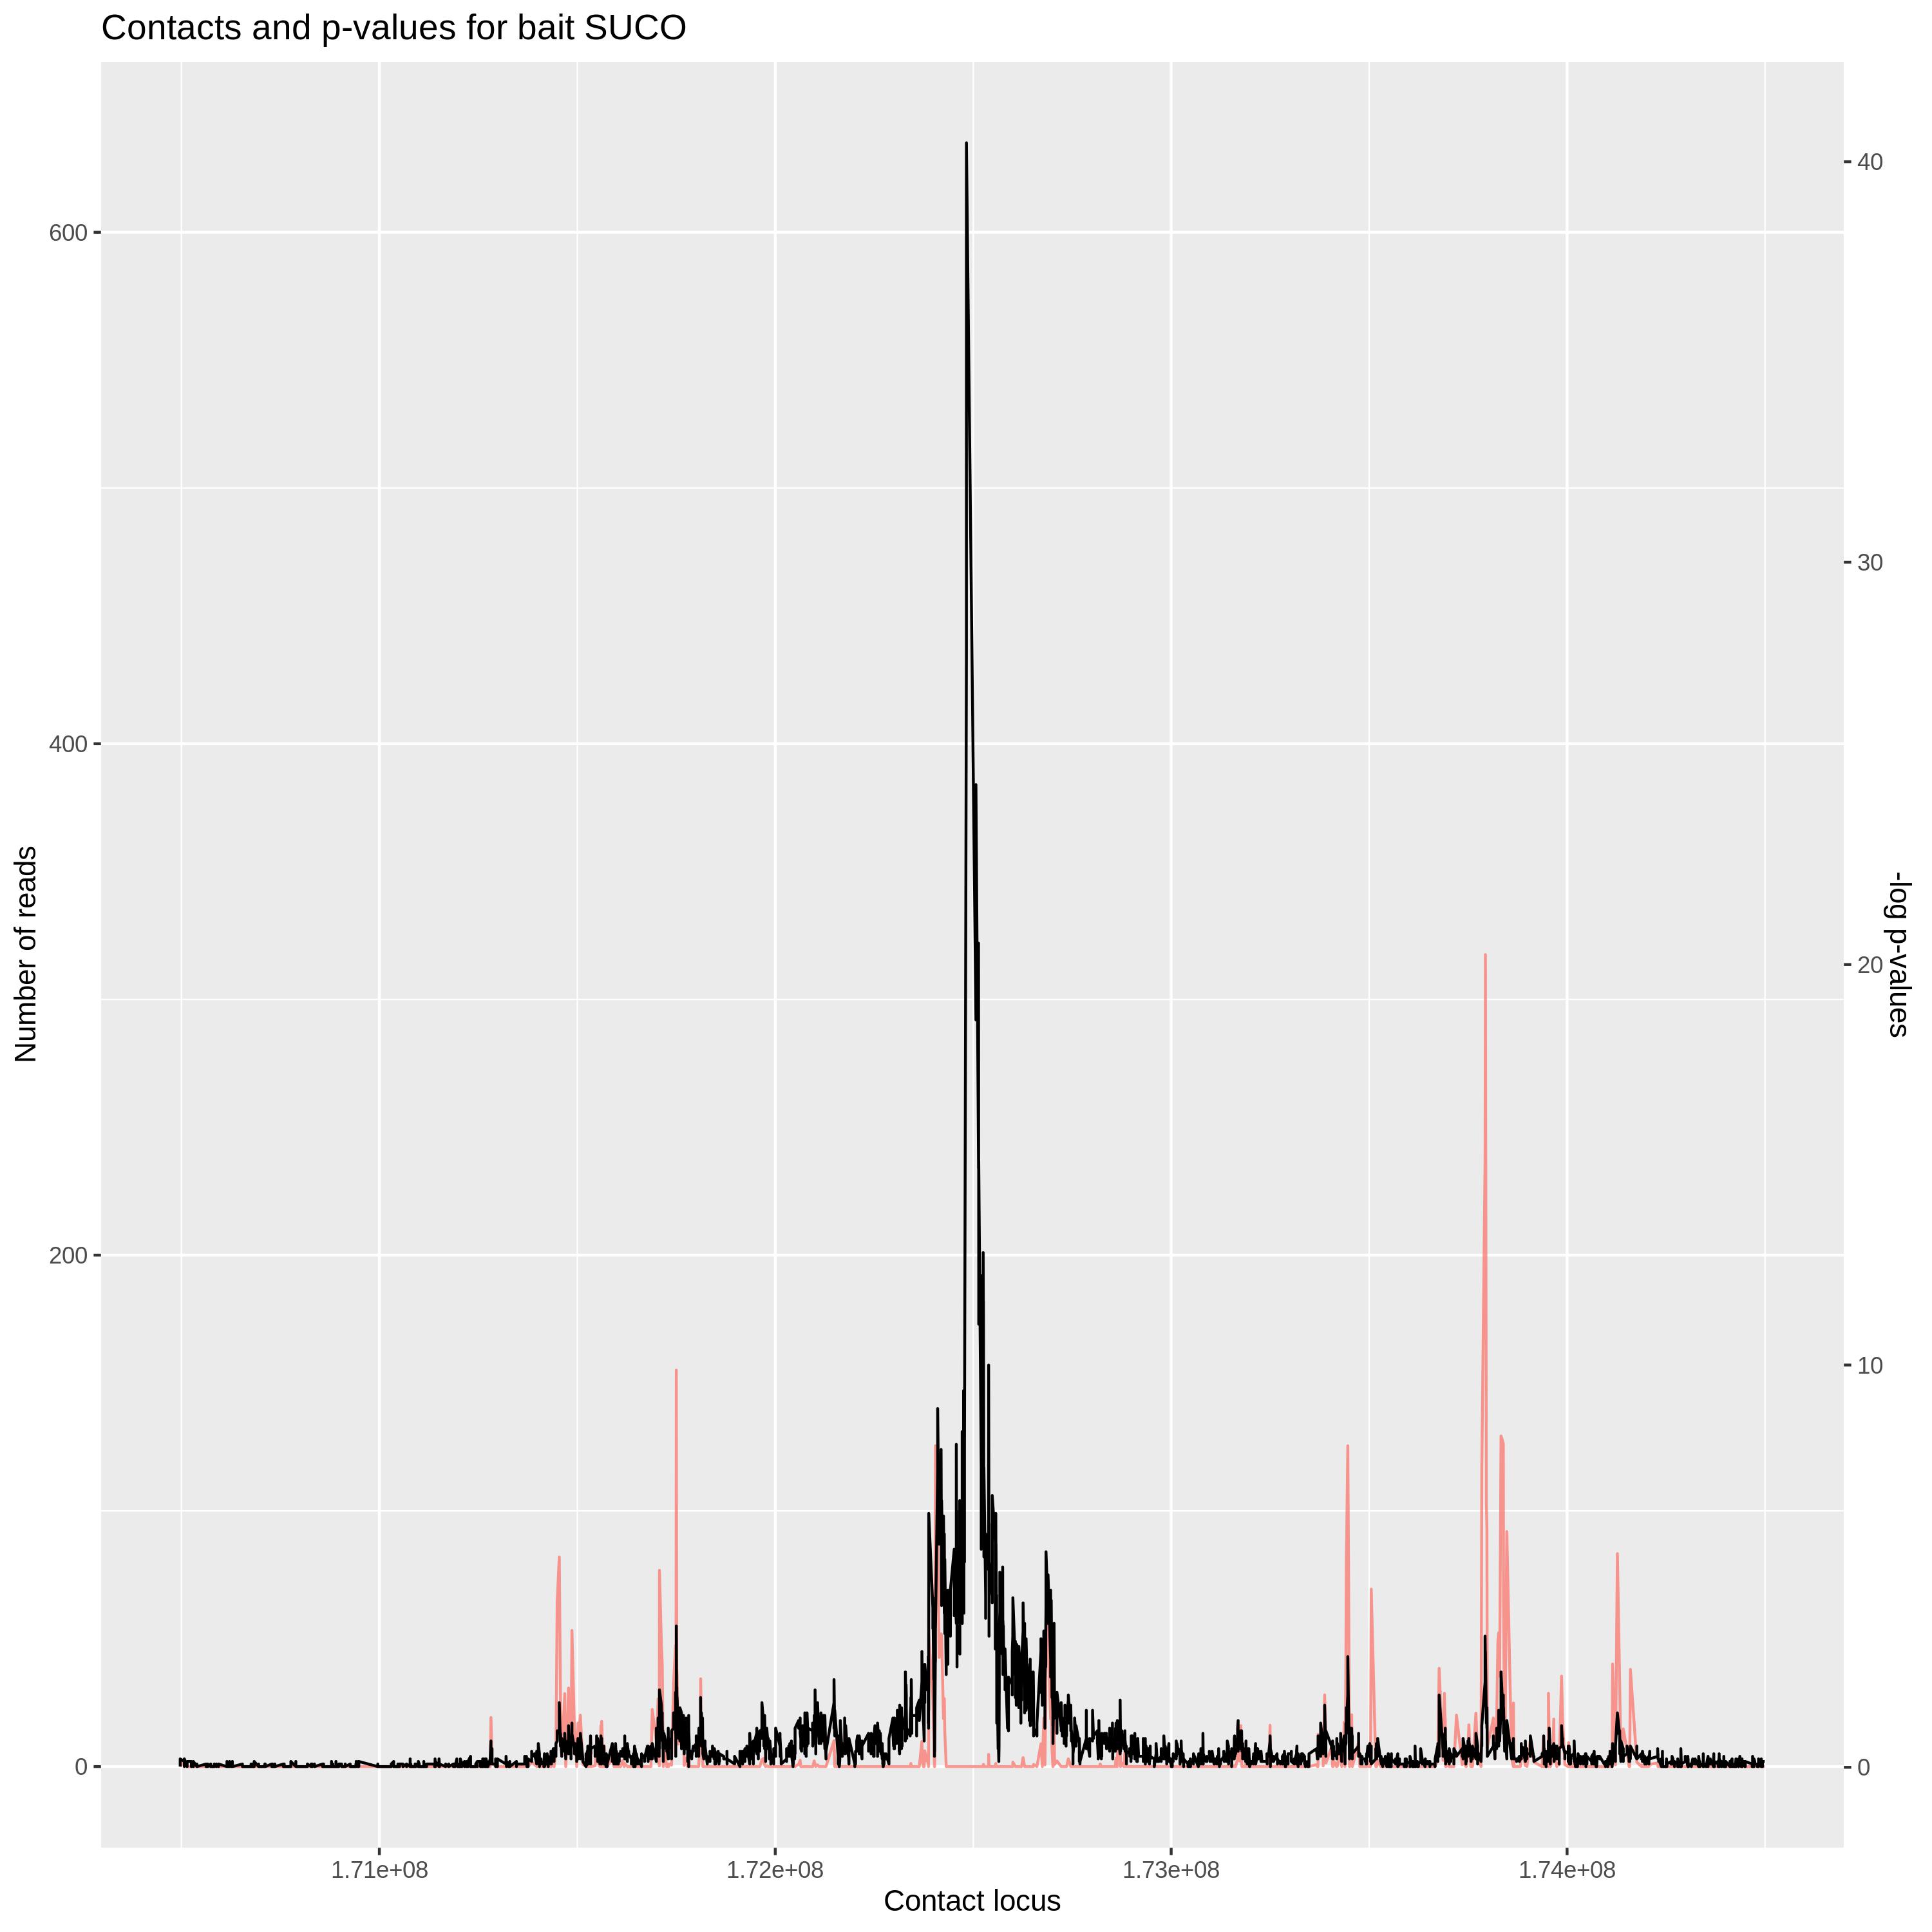 Contacts and p-values for bait SUCO
600
400
200
0
Number of reads
40
30
20
10
0
-log p-values
1.71e+08
1.72e+08
1.73e+08
1.74e+08
Contact locus